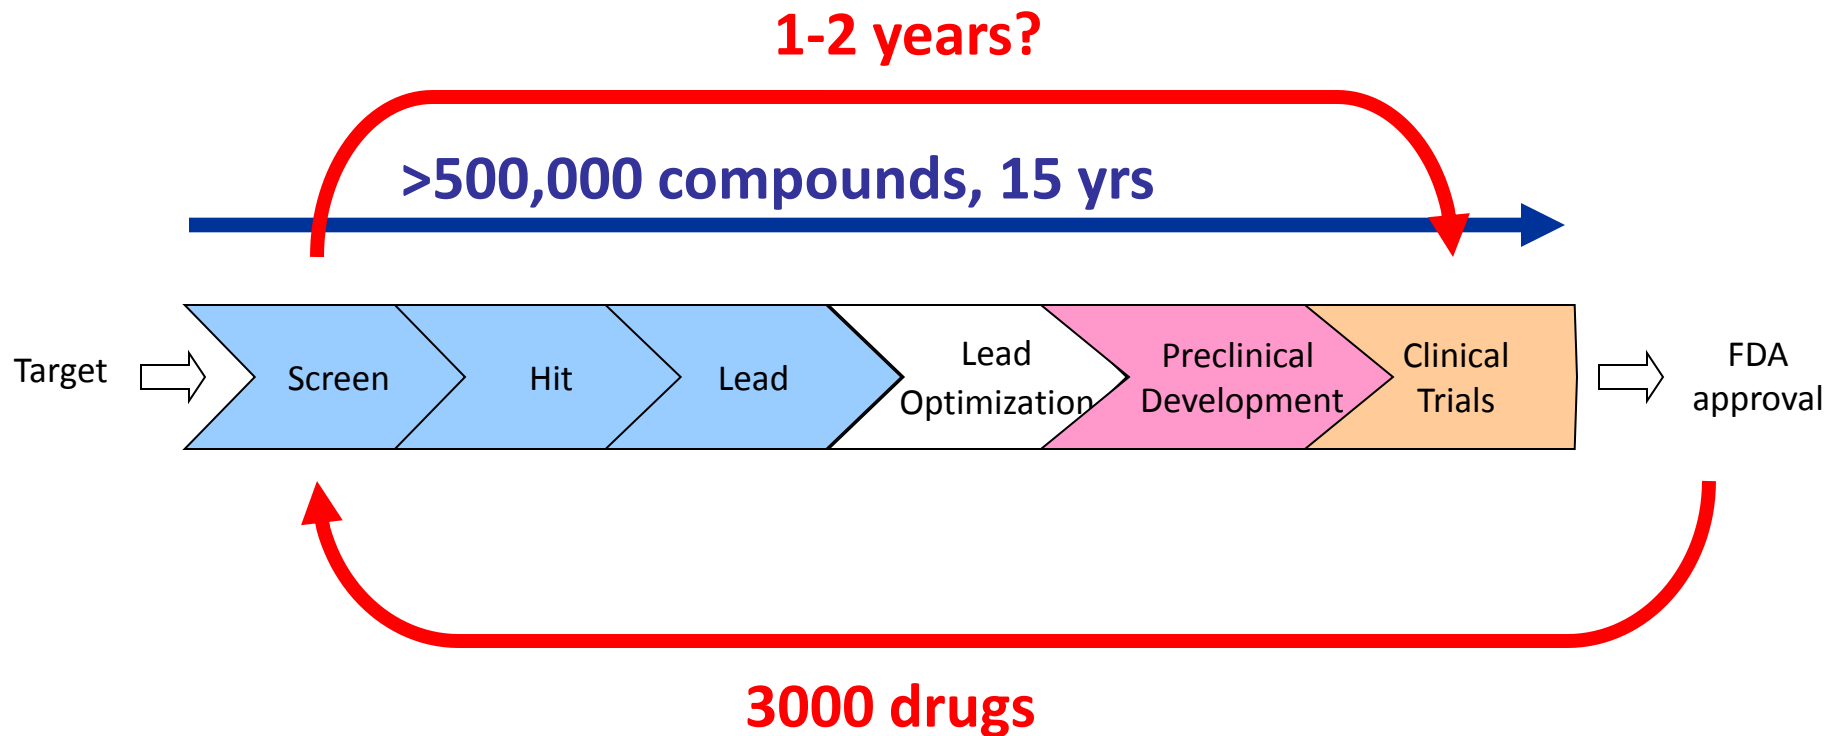 1-2 years?
>500,000 compounds, 15 yrs
Target
Screen
Hit
Lead
Lead
Optimization
Preclinical
Development
Clinical
Trials
FDA
approval
3000 drugs